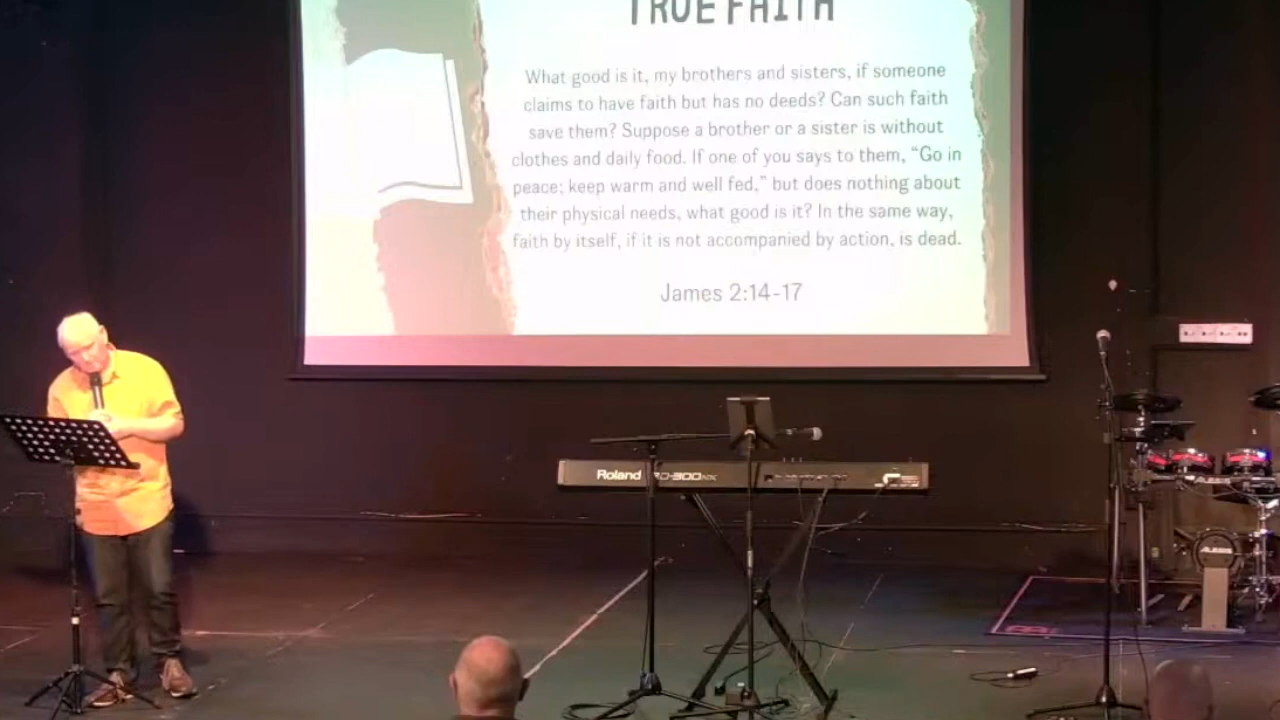 TRUE FAITH
What good is it, my brothers and sisters, if someone
claims to have faith but has no deeds? Can such faith
save them? Suppose a brother or a sister is without
clothes and daily food. If one of you says to them, “Go in
peace; keep warm and well fed,” but does nothing about
their physical needs, what good is it? In the same way,
faith by itself, if it is not accompanied by action, is dead.
James 2:14-17
Roland RD-300NX
ALESIS